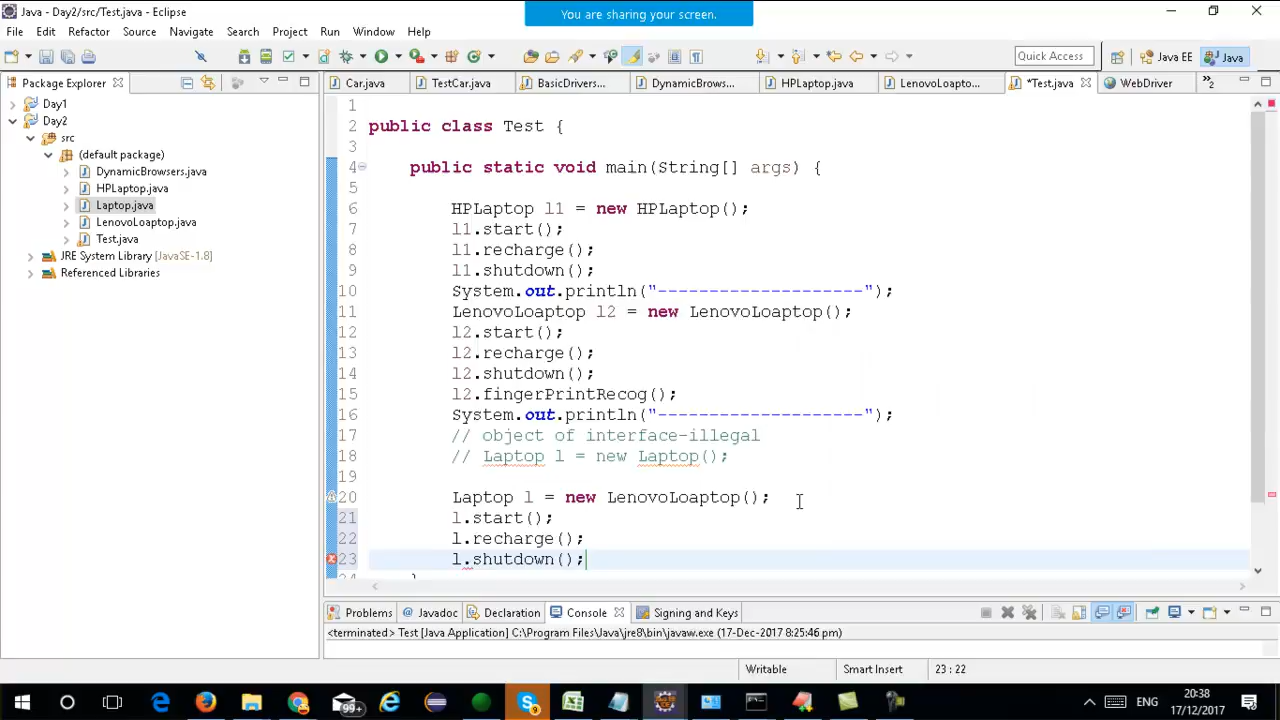 Java - Day2/src/Test.java - Eclipse
You are sharing your screen.
File Edit Refactor Source Navigate Search Project Run Window Help
Quick Access
Java EE
Java
Package Explorer
Car.java
TestCar.java
BasicDrivers...
DynamicBrows...
HPLaptop.java
LenovoLoapto...
*Test.java
WebDriver
»2
Day1
Day2
src
(default package)
DynamicBrowsers.java
HPLaptop.java
Laptop.java
LenovoLoaptop.java
Test.java
JRE System Library [JavaSE-1.8]
Referenced Libraries
1
2 public class Test {
3
4 public static void main(String[] args) {
5
6 HPLaptop l1 = new HPLaptop();
7 l1.start();
8 l1.recharge();
9 l1.shutdown();
10 System.out.println("--------------------");
11 LenovoLoaptop l2 = new LenovoLoaptop();
12 l2.start();
13 l2.recharge();
14 l2.shutdown();
15 l2.fingerPrintRecog();
16 System.out.println("--------------------");
17 // object of interface-illegal
18 // Laptop l = new Laptop();
19
20 Laptop l = new LenovoLoaptop();
21 l.start();
22 l.recharge();
23 l.shutdown();
24 }
Problems Javadoc Declaration Console Signing and Keys
<terminated> Test [Java Application] C:\Program Files\Java\jre8\bin\javaw.exe (17-Dec-2017 8:25:46 pm)
Writable
Smart Insert
23 : 22
99+
9
ENG
20:38
17/12/2017